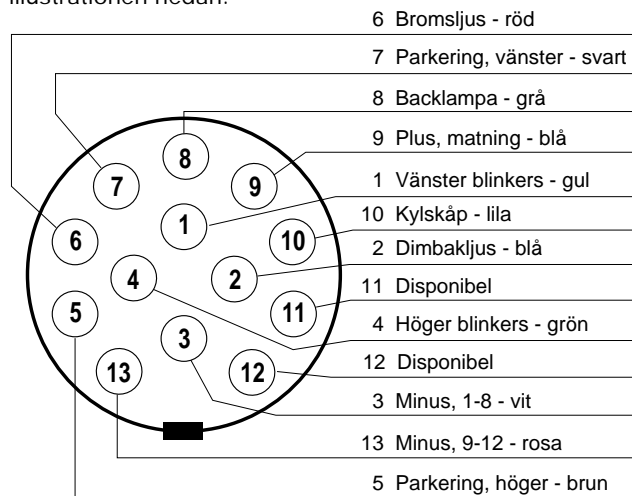 illustrationen nedan.
6 Bromsljus - röd
7 Parkering, vänster - svart
8 Backlampa - grå
9 Plus, matning - blå
1 Vänster blinkers - gul
10 Kylskåp - lila
2 Dimbakljus - blå
11 Disponibel
4 Höger blinkers - grön
12 Disponibel
3 Minus, 1-8 - vit
13 Minus, 9-12 - rosa
5 Parkering, höger - brun
8
7
9
1
6
10
4
2
5
11
3
13
12